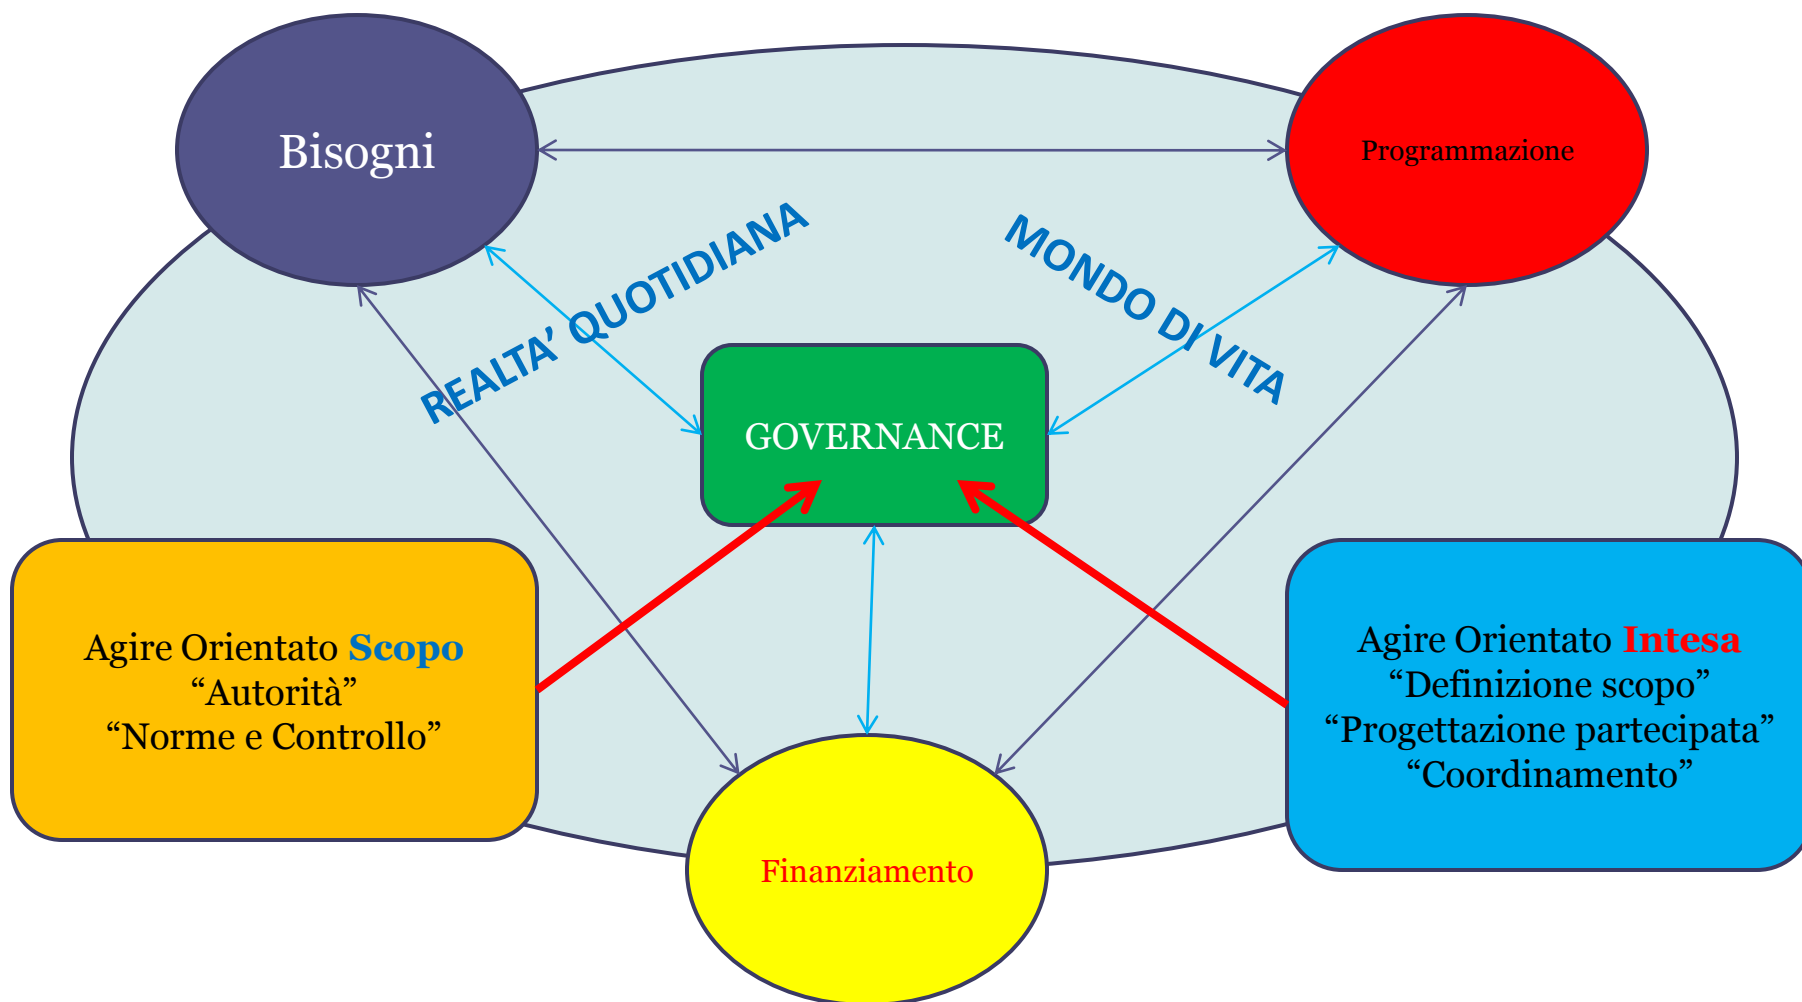 Bisogni
Programmazione
REALTA’ QUOTIDIANA
MONDO DI VITA
GOVERNANCE
Agire Orientato Scopo
“Autorità”
“Norme e Controllo”
Agire Orientato Intesa
“Definizione scopo”
“Progettazione partecipata”
“Coordinamento”
Finanziamento